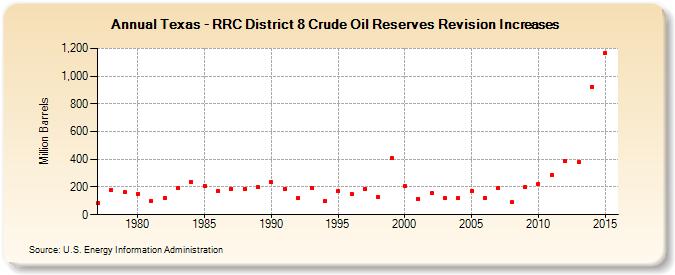 Annual Texas - RRC District 8 Crude Oil Reserves Revision Increases
Million Barrels
1,200
1,000
800
600
400
200
0
1980 1985 1990 1995 2000 2005 2010 2015
Source: U.S. Energy Information Administration